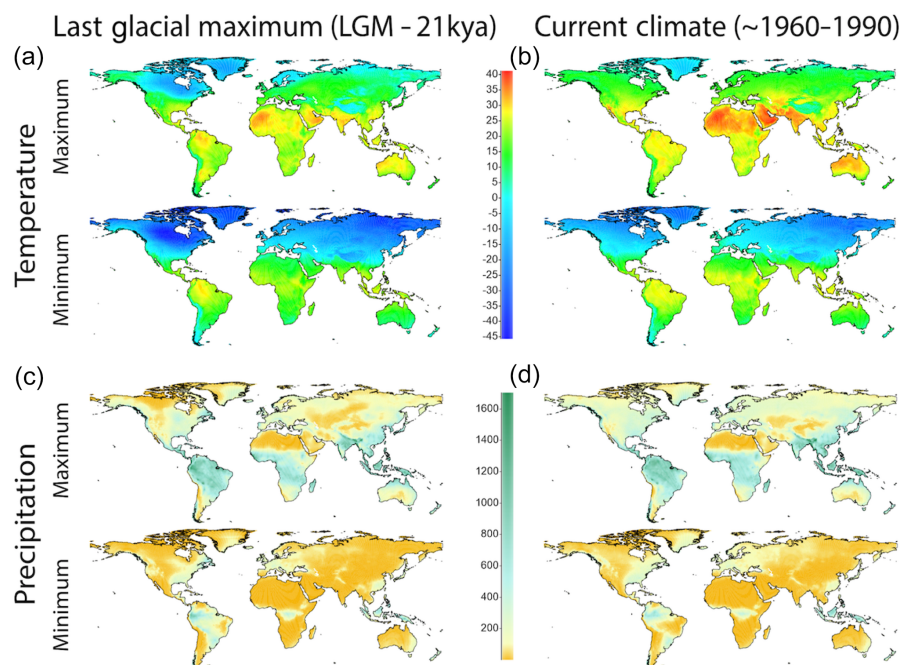 Last glacial maximum (LGM – 21kya)
Current climate (~1960–1990)
(a)
(b)
Temperature
Maximum
Minimum
40
35
30
25
20
15
10
5
0
-5
-10
-15
-20
-25
-30
-35
-40
-45
(c)
(d)
Precipitation
Maximum
Minimum
1600
1400
1200
1000
800
600
400
200